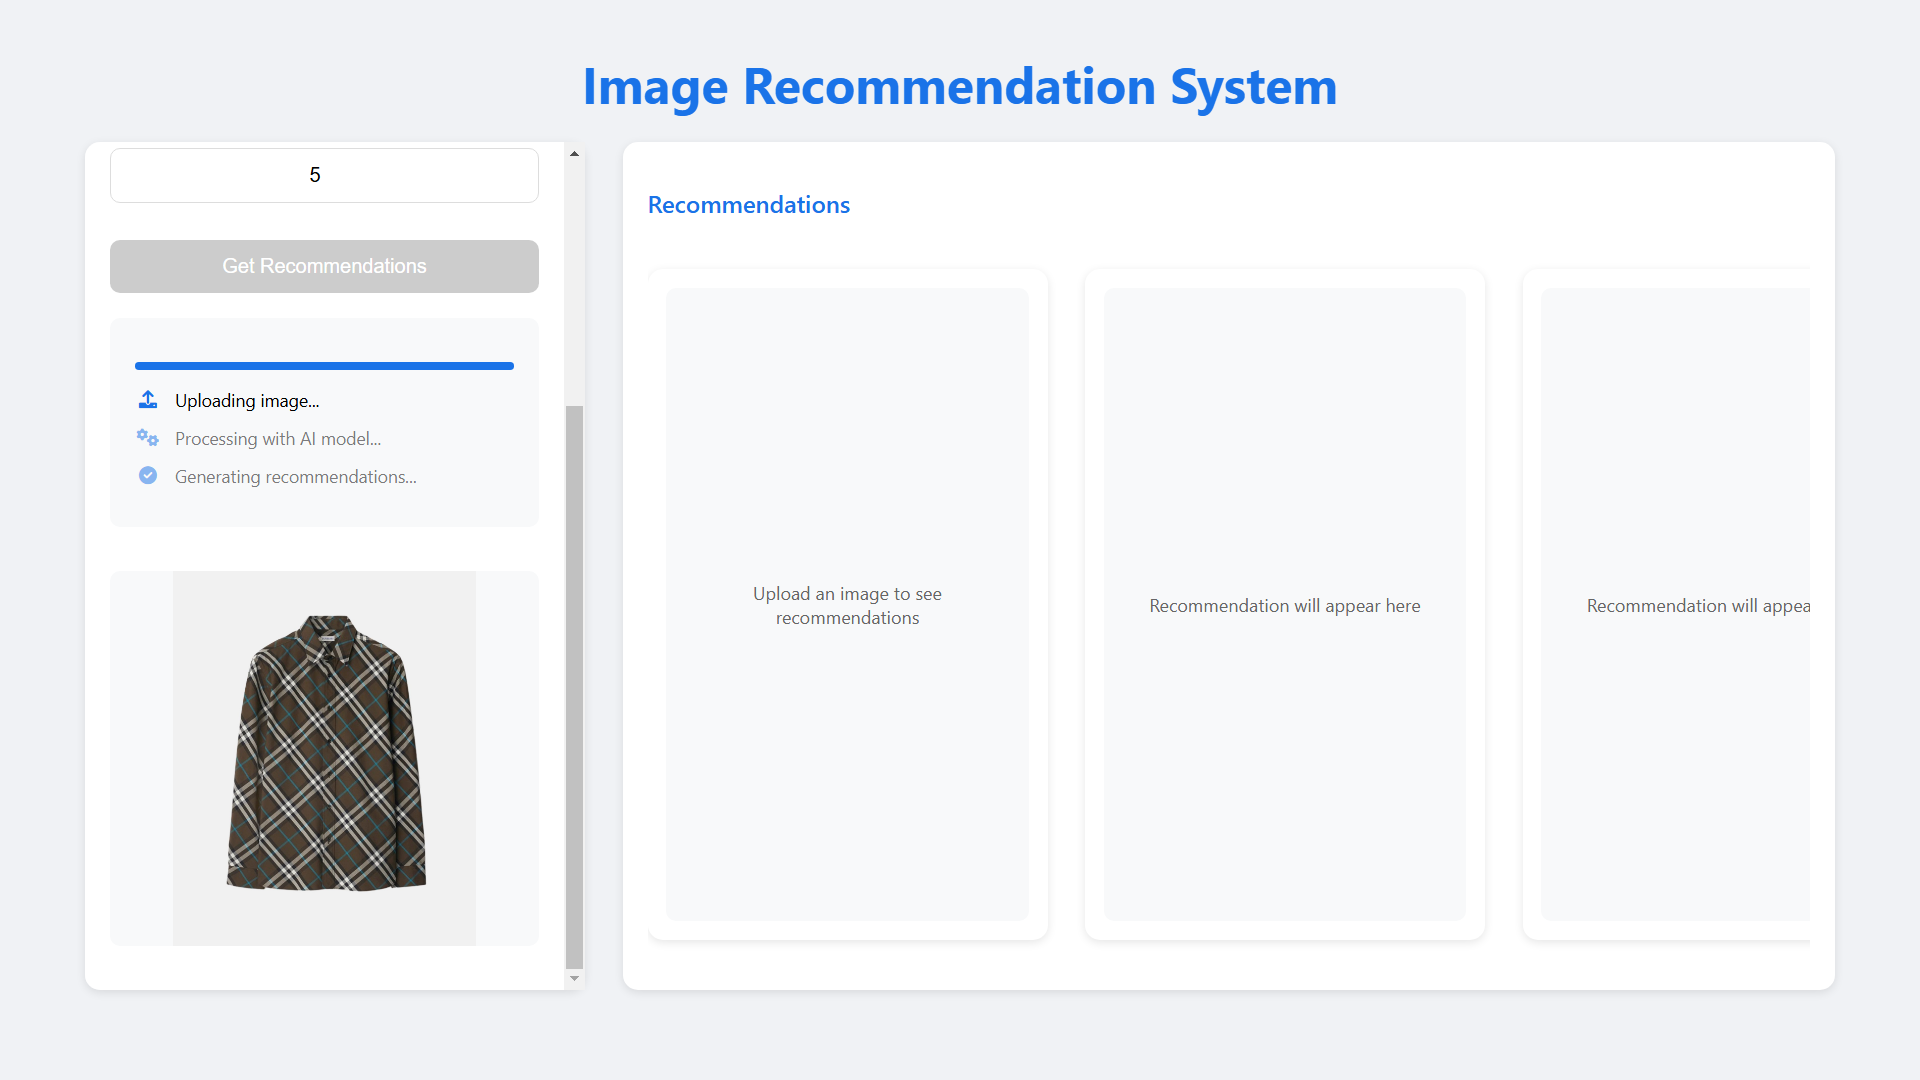 Image Recommendation System
5
Get Recommendations
Uploading image...
Processing with AI model...
Generating recommendations...
Recommendations
Upload an image to see
recommendations
Recommendation will appear here
Recommendation will appea